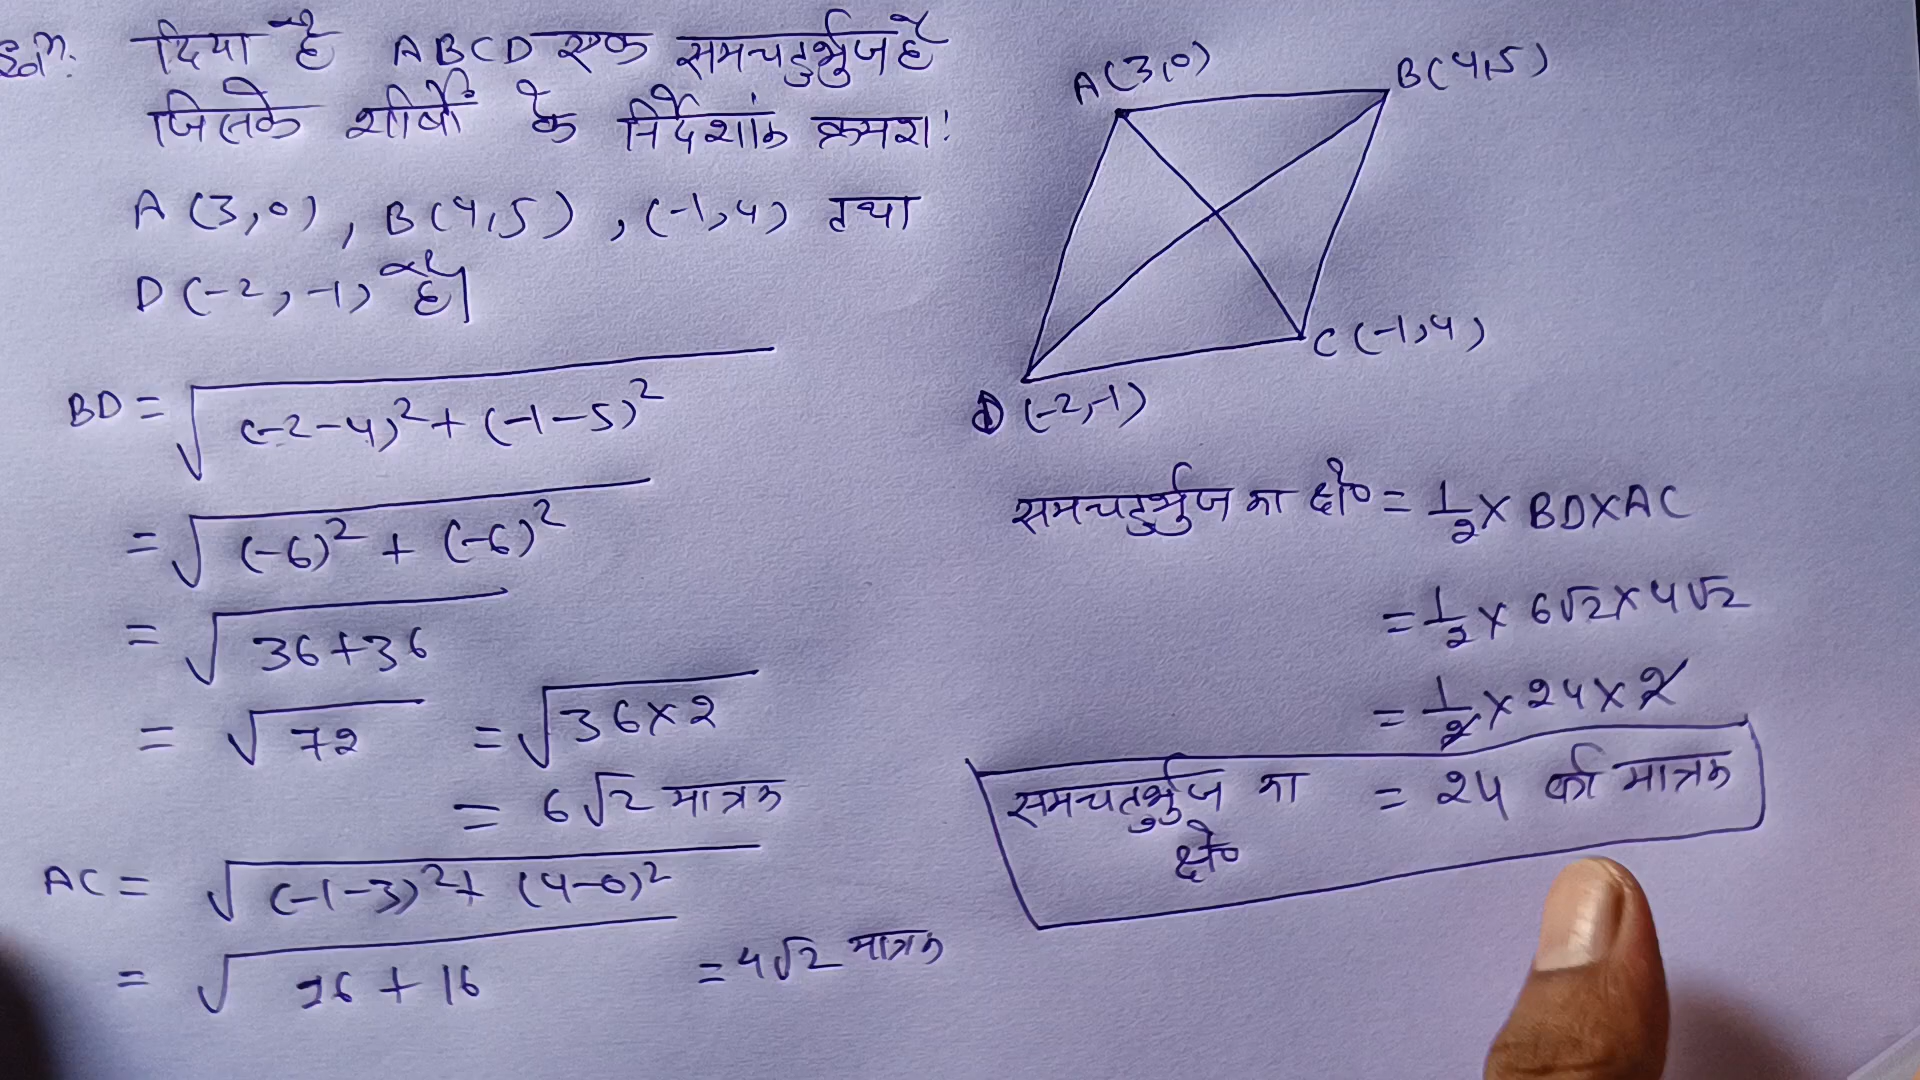 Soln: दिया है ABCD एक समचतुर्भुज है
जिसके शीर्षों के निर्देशांक क्रमशः
A(3,0), B(4,5), (-1,4) तथा
D(-2,-1) है।
BD = √(-2-4)²+(-1-5)²
= √(-6)²+(-6)²
= √36+36
= √72 = √36×2
= 6√2 मात्रक
AC = √(-1-3)²+(4-0)²
= √16+16 = 4√2 मात्रक
A(3,0)
B(4,5)
C(-1,4)
D(-2,-1)
समचतुर्भुज का क्षे० = 1/2 × BD×AC
= 1/2 × 6√2×4√2
= 1/2 × 24×2
समचतुर्भुज का = 24 वर्ग मात्रक
क्षे०